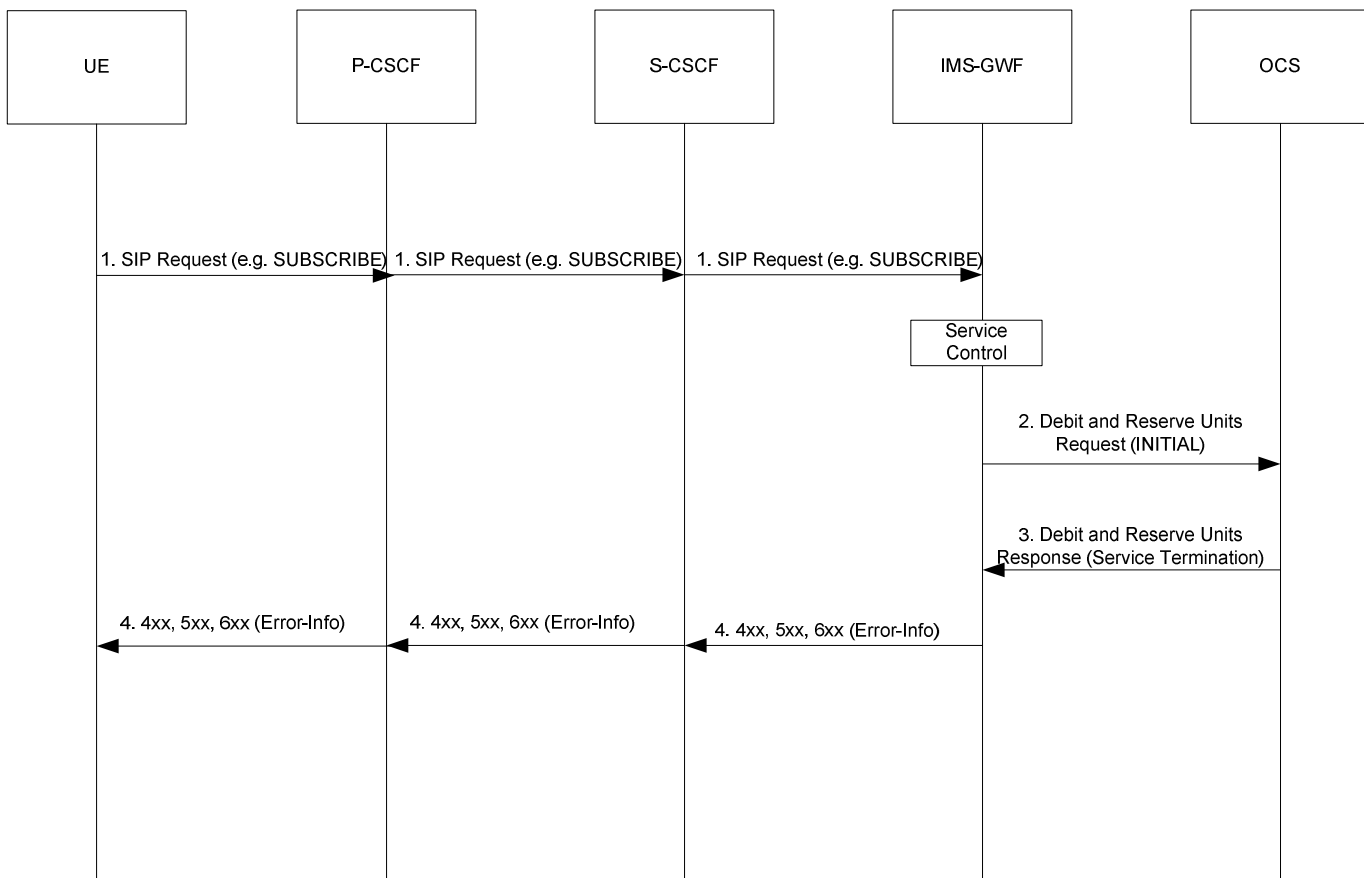 UE
P-CSCF
S-CSCF
IMS-GWF
OCS
1. SIP Request (e.g. SUBSCRIBE)
1. SIP Request (e.g. SUBSCRIBE)
1. SIP Request (e.g. SUBSCRIBE)
Service
Control
2. Debit and Reserve Units
Request (INITIAL)
3. Debit and Reserve Units
Response (Service Termination)
4. 4xx, 5xx, 6xx (Error-Info)
4. 4xx, 5xx, 6xx (Error-Info)
4. 4xx, 5xx, 6xx (Error-Info)